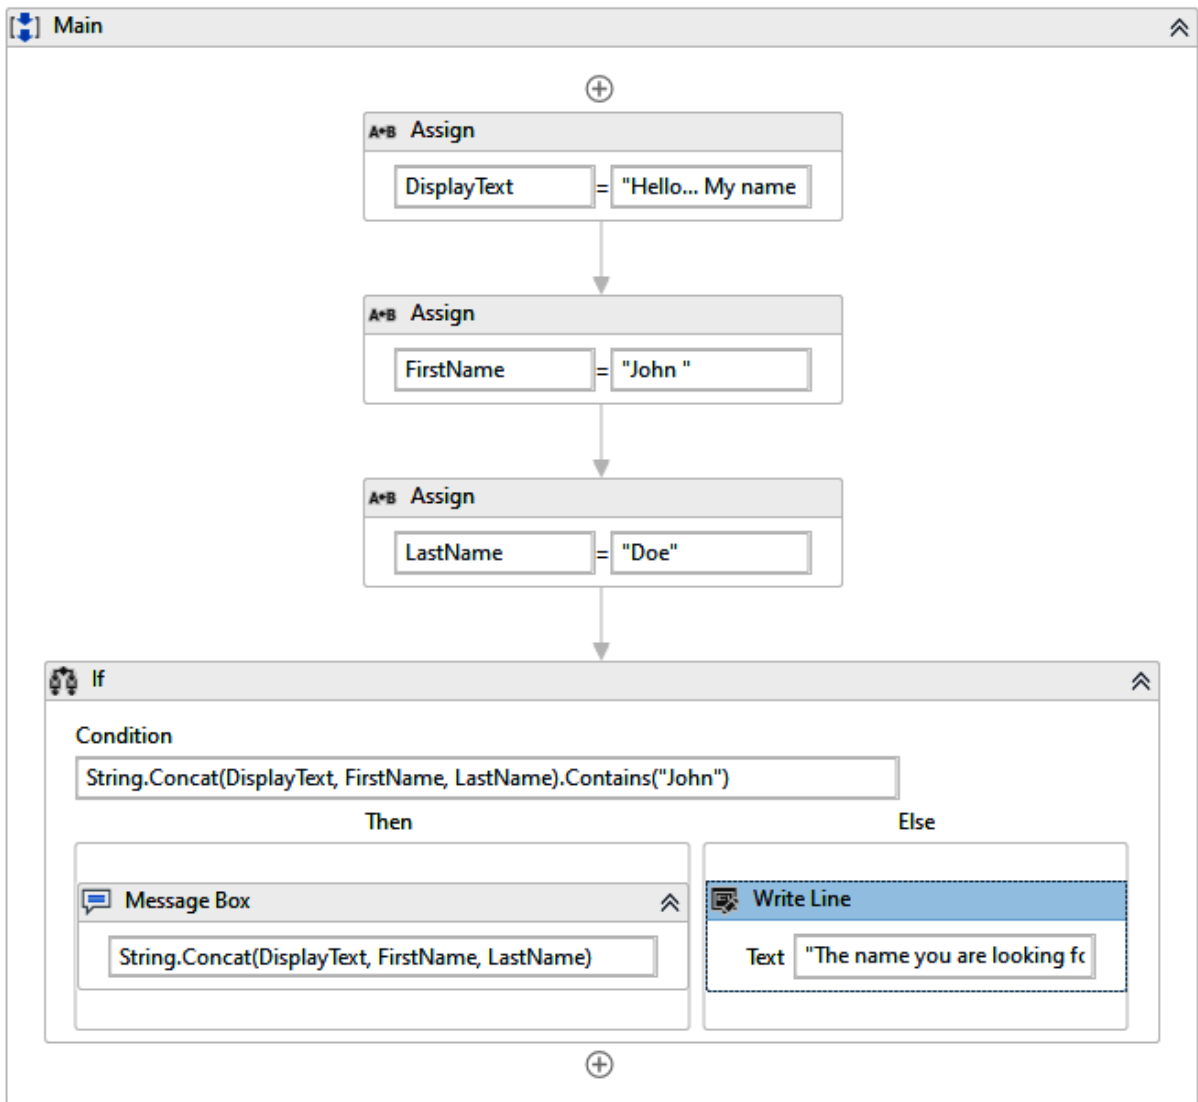 Main
A+B Assign
DisplayText = "Hello... My name
A+B Assign
FirstName = "John "
A+B Assign
LastName = "Doe"
If
Condition
String.Concat(DisplayText, FirstName, LastName).Contains("John")
Then Else
Message Box
String.Concat(DisplayText, FirstName, LastName)
Write Line
Text "The name you are looking